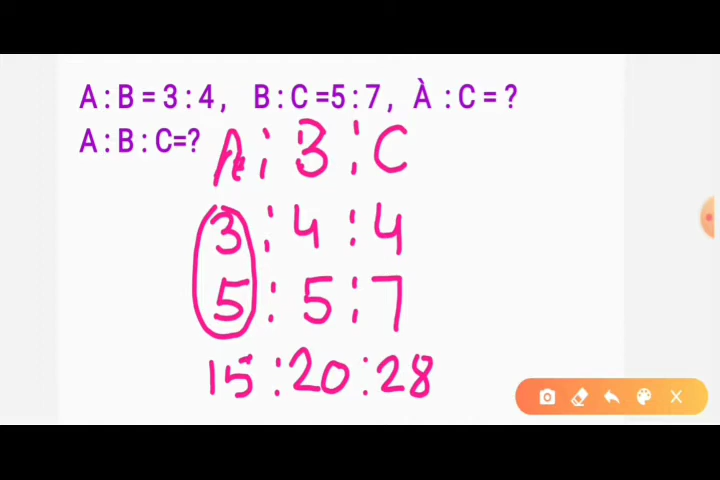 A : B = 3 : 4 , B : C =5 : 7 , À : C = ?
A : B : C=?
A : B : C
3 : 4 : 4
5 : 5 : 7
15 : 20 : 28